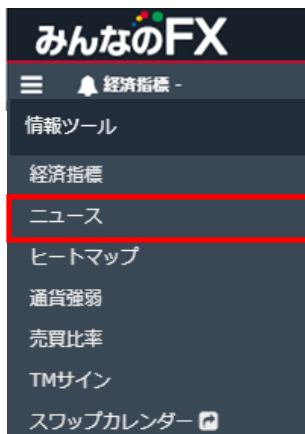 みんなのFX
経済指標 -
情報ツール
経済指標
ニュース
ヒートマップ
通貨強弱
売買比率
TMサイン
スワップカレンダー